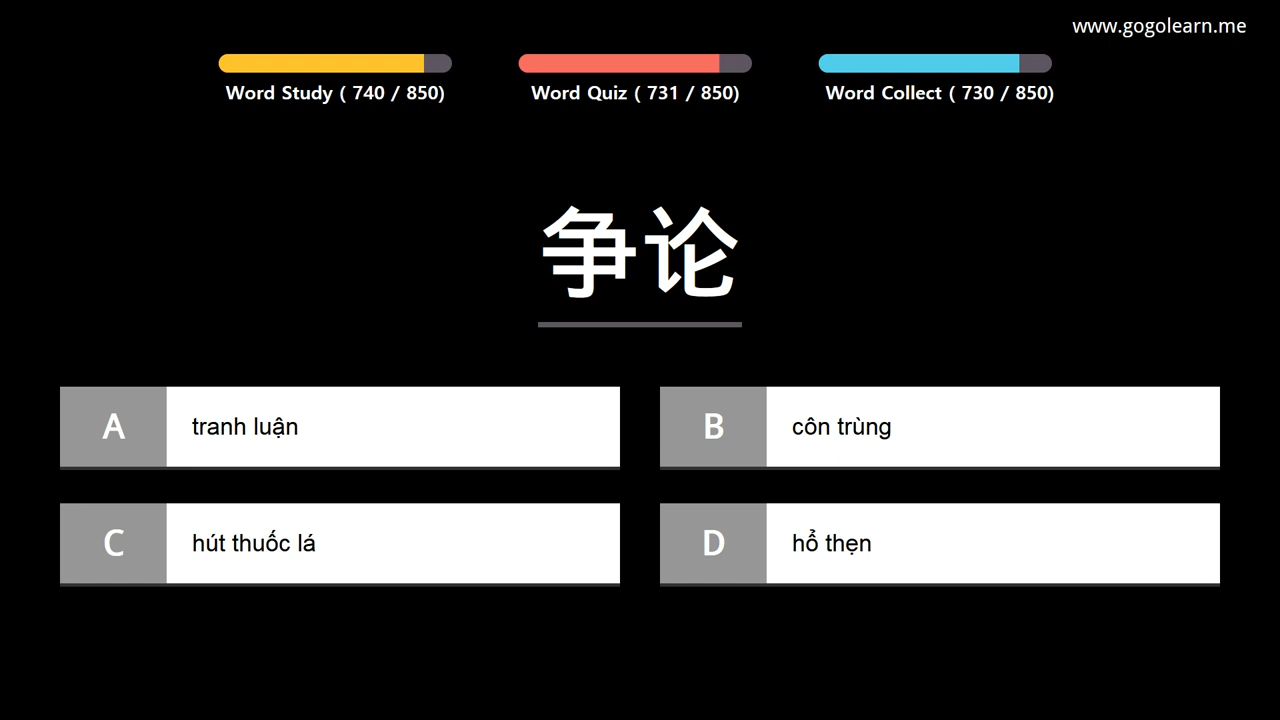 www.gogolearn.me
Word Study ( 740 / 850)
Word Quiz ( 731 / 850)
Word Collect ( 730 / 850)
争论
A tranh luận
B côn trùng
C hút thuốc lá
D hổ thẹn